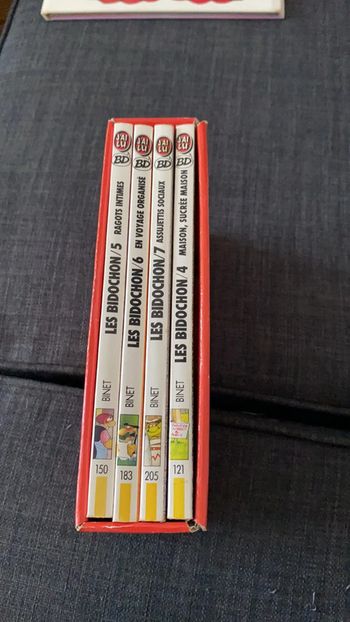 J'AI LU
BD
LES BIDOCHON/5 RAGOTS INTIMES
BINET
150
J'AI LU
BD
LES BIDOCHON/6 EN VOYAGE ORGANISÉ
BINET
183
J'AI LU
BD
LES BIDOCHON/7 ASSUJETTIS SOCIAUX
BINET
205
J'AI LU
BD
LES BIDOCHON/4 MAISON, SUCRÉE MAISON
BINET
121